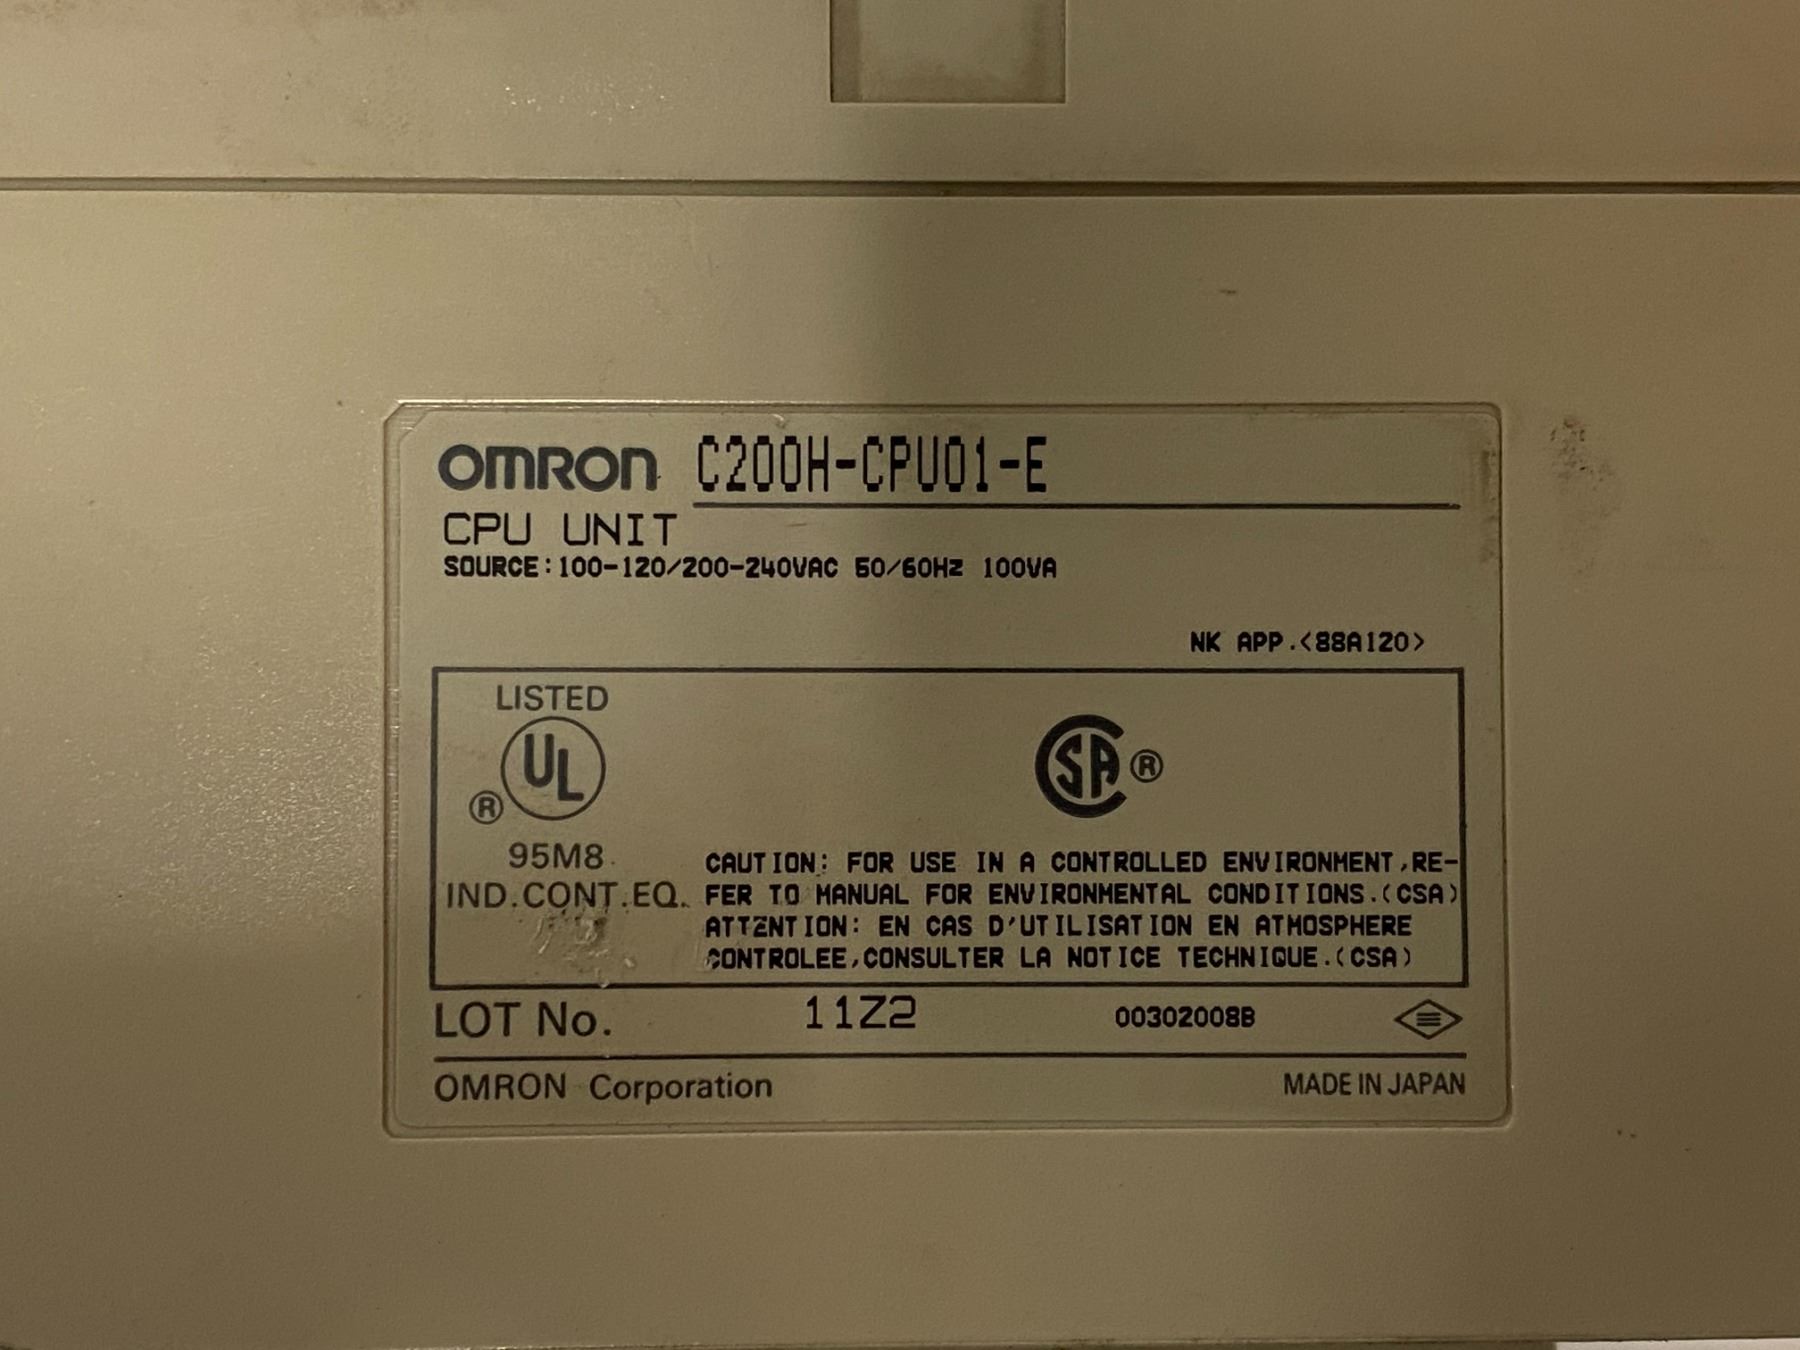 OMRON C200H-CPU01-E
CPU UNIT
SOURCE:100-120/200-240VAC 50/60Hz 100VA
NK APP.<88A120>
LISTED
UL
®
SA ®
95M8
IND.CONT.EQ.
CAUTION: FOR USE IN A CONTROLLED ENVIRONMENT,RE-
FER TO MANUAL FOR ENVIRONMENTAL CONDITIONS.(CSA)
ATTENTION: EN CAS D'UTILISATION EN ATMOSPHERE
CONTROLEE,CONSULTER LA NOTICE TECHNIQUE.(CSA)
LOT No. 11Z2 00302008B
OMRON Corporation MADE IN JAPAN